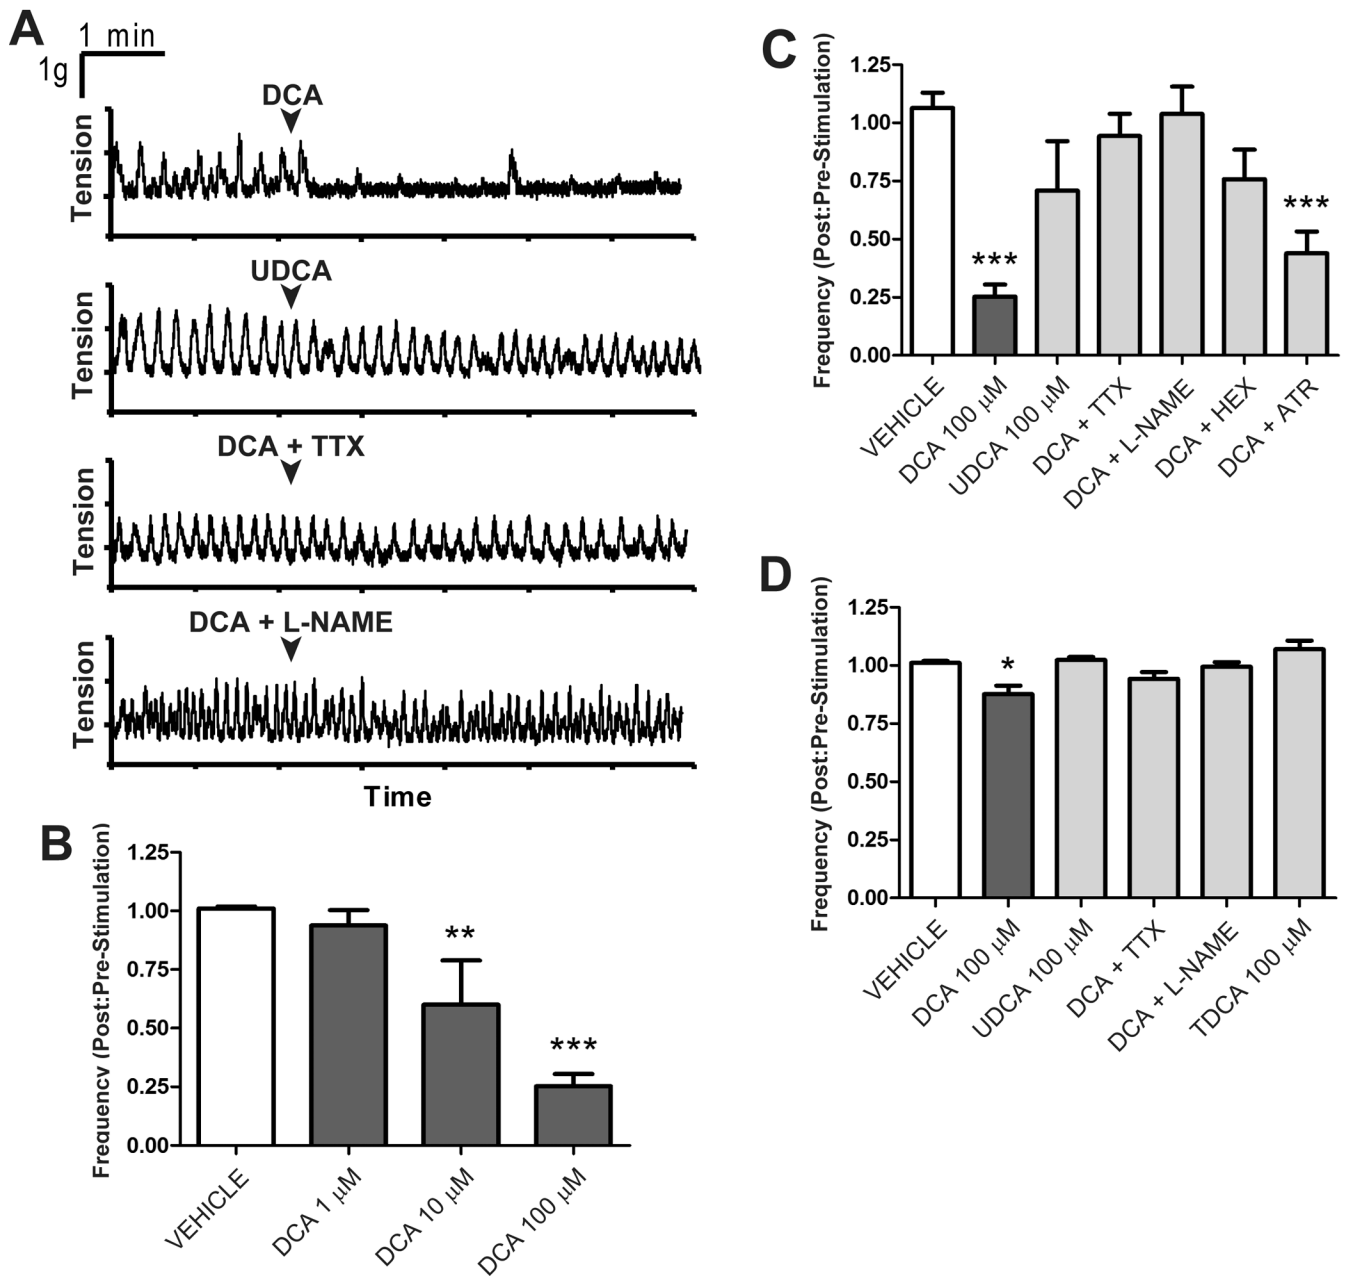 A
1 min
1g
DCA
Tension
UDCA
Tension
DCA + TTX
Tension
DCA + L-NAME
Tension
Time
B
Frequency (Post:Pre-Stimulation)
1.25
1.00
0.75
0.50
0.25
0.00
**
***
VEHICLE
DCA 1 µM
DCA 10 µM
DCA 100 µM
C
Frequency (Post:Pre-Stimulation)
1.25
1.00
0.75
0.50
0.25
0.00
***
***
VEHICLE
DCA 100 µM
UDCA 100 µM
DCA + TTX
DCA + L-NAME
DCA + HEX
DCA + ATR
D
Frequency (Post:Pre-Stimulation)
1.25
1.00
0.75
0.50
0.25
0.00
*
VEHICLE
DCA 100 µM
UDCA 100 µM
DCA + TTX
DCA + L-NAME
TDCA 100 µM